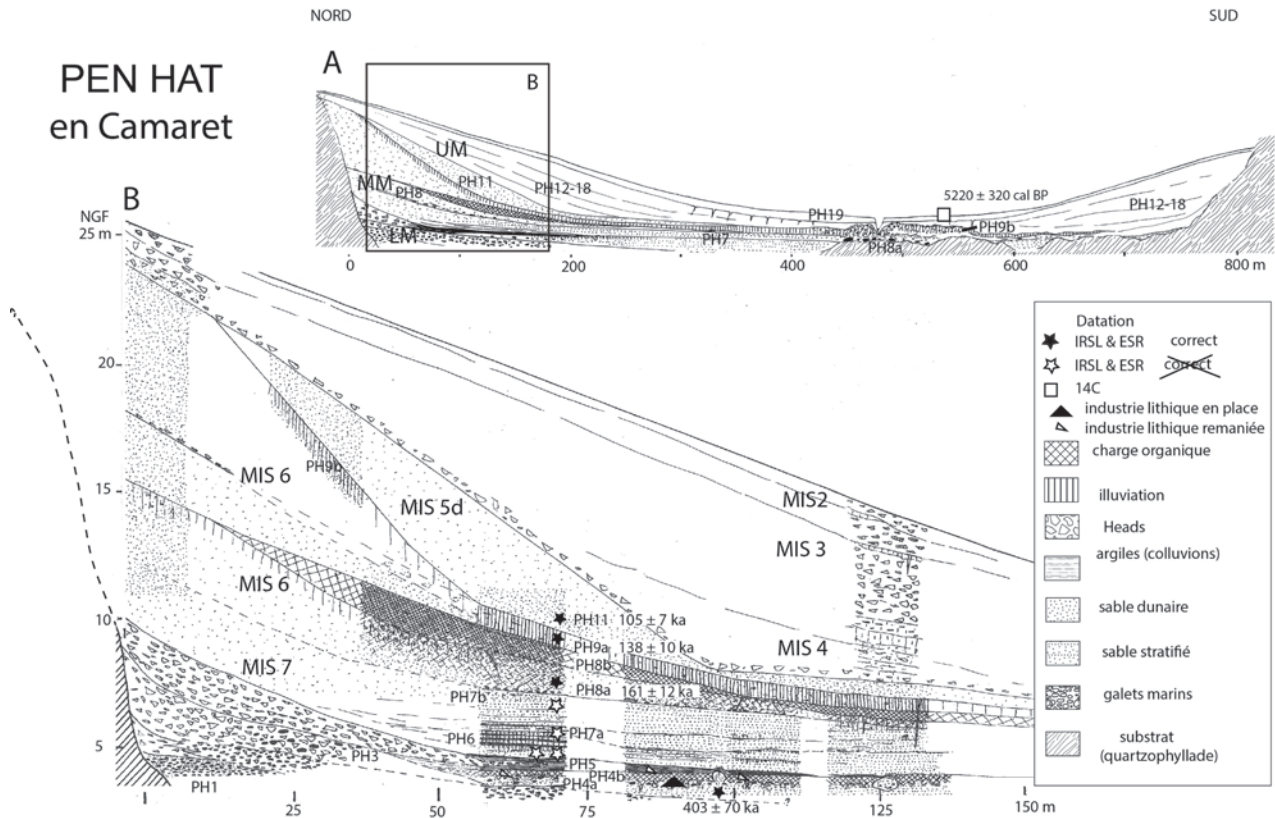 NORD
SUD
PEN HAT
en Camaret
A
B
UM
MM
PH8
PH11
PH12-18
LM
PH7
PH19
5220 ± 320 cal BP
PH9b
PH8a
PH12-18
0
200
400
600
800 m
B
NGF
25 m
20
15
10
5
MIS 6
PH9b
MIS 5d
MIS2
MIS 3
MIS 6
MIS 4
MIS 7
PH11 105 ± 7 ka
PH9a 138 ± 10 ka
PH8b
PH8a 161 ± 12 ka
PH7b
PH6
PH7a
PH5
PH3
PH4b
PH4a
PH1
403 ± 70 ka
25
50
75
100
125
150 m
Datation
IRSL & ESR correct
IRSL & ESR correct
14C
industrie lithique en place
industrie lithique remaniée
charge organique
illuviation
Heads
argiles (colluvions)
sable dunaire
sable stratifié
galets marins
substrat
(quartzophyllade)